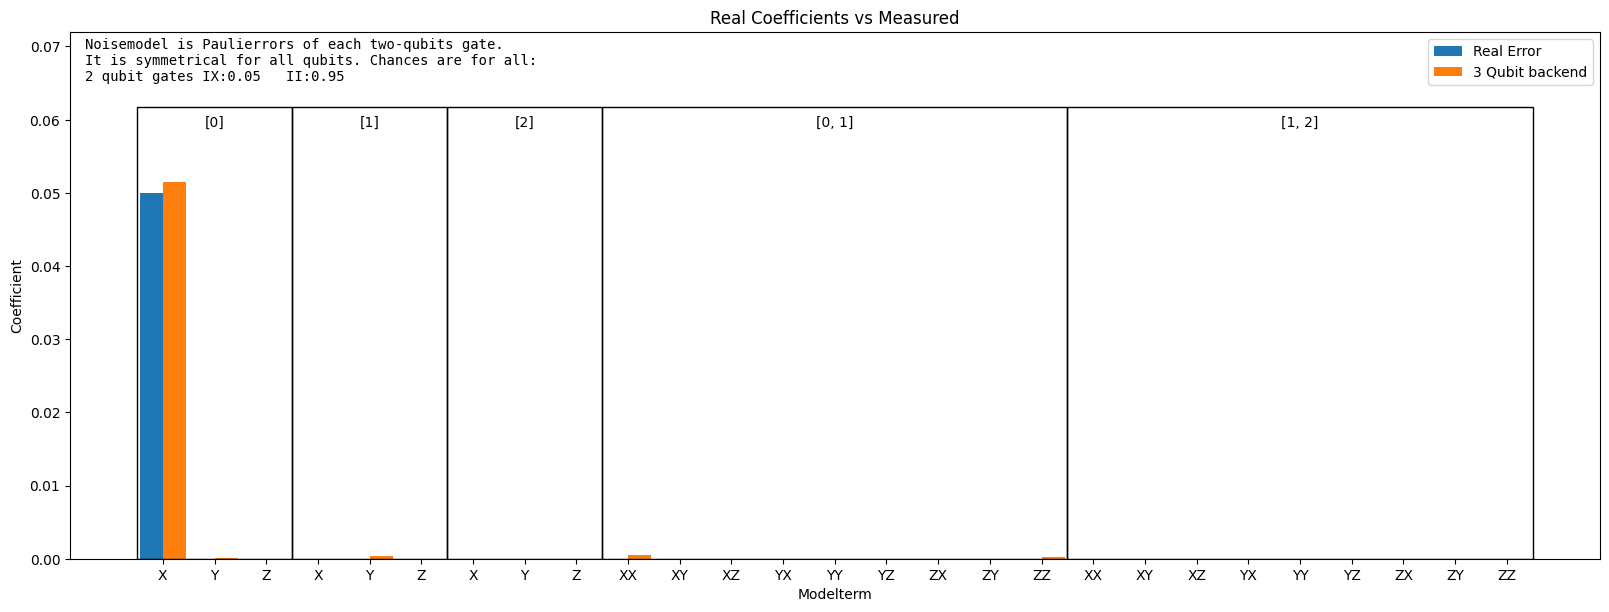 Real Coefficients vs Measured
Noisemodel is Paulierrors of each two-qubits gate.
It is symmetrical for all qubits. Chances are for all:
2 qubit gates IX:0.05   II:0.95
Real Error
3 Qubit backend
[0] [1] [2] [0, 1] [1, 2]
0.07
0.06
0.05
0.04
0.03
0.02
0.01
0.00
Coefficient
X Y Z X Y Z X Y Z XX XY XZ YX YY YZ ZX ZY ZZ XX XY XZ YX YY YZ ZX ZY ZZ
Modelterm